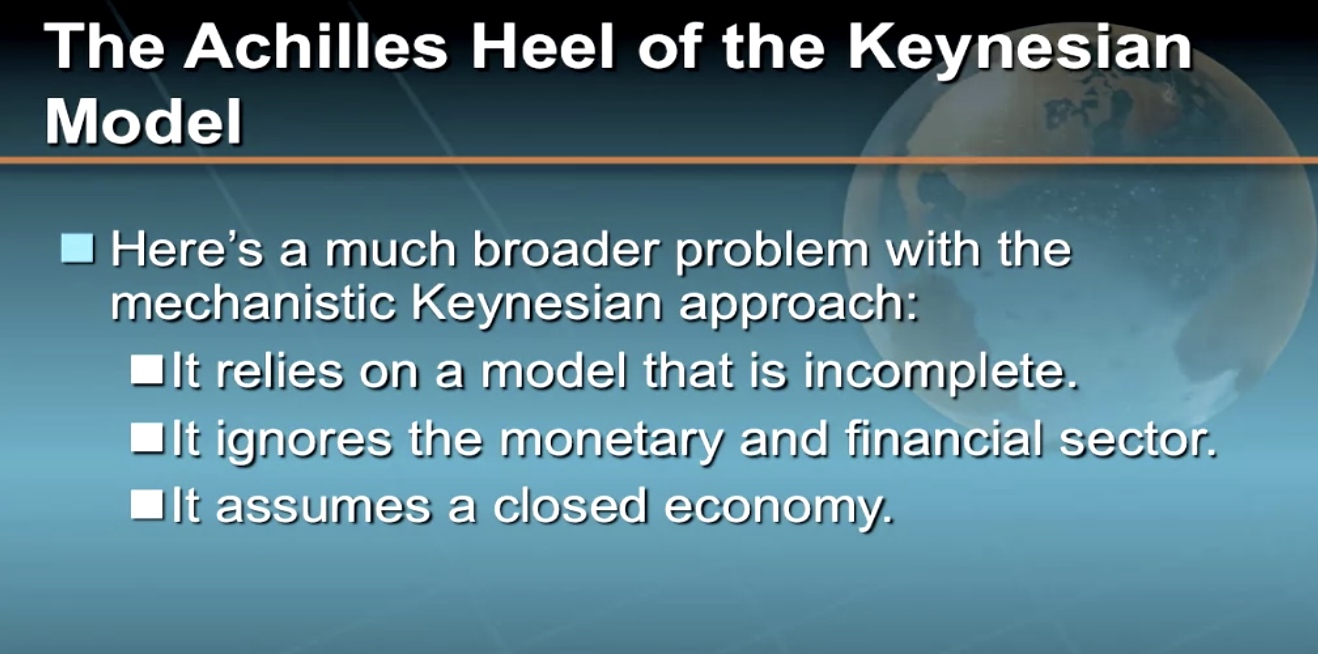 The Achilles Heel of the Keynesian
Model
Here’s a much broader problem with the
mechanistic Keynesian approach:
It relies on a model that is incomplete.
It ignores the monetary and financial sector.
It assumes a closed economy.